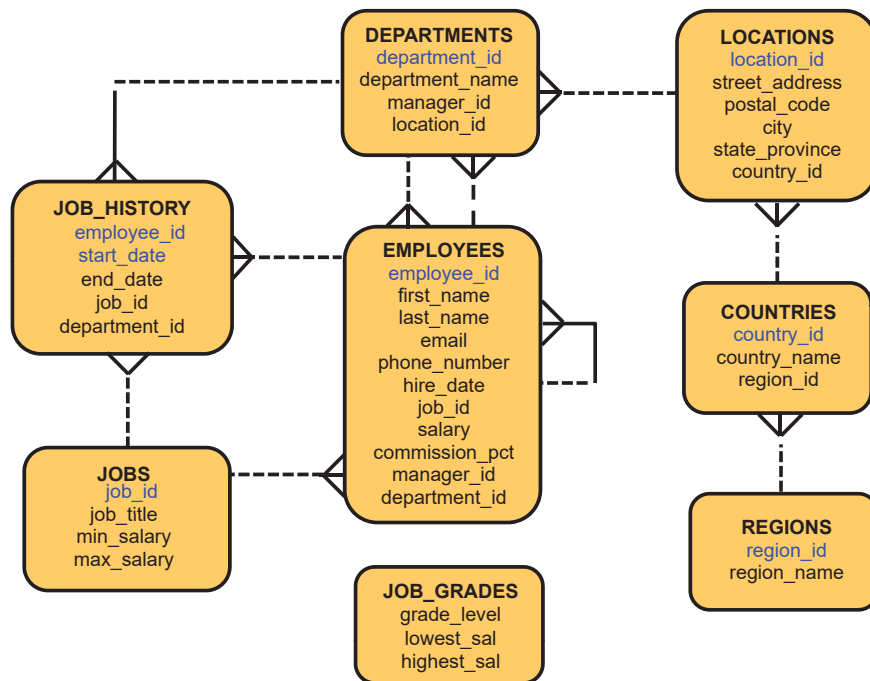 DEPARTMENTS
department_id
department_name
manager_id
location_id
LOCATIONS
location_id
street_address
postal_code
city
state_province
country_id
JOB_HISTORY
employee_id
start_date
end_date
job_id
department_id
EMPLOYEES
employee_id
first_name
last_name
email
phone_number
hire_date
job_id
salary
commission_pct
manager_id
department_id
COUNTRIES
country_id
country_name
region_id
JOBS
job_id
job_title
min_salary
max_salary
REGIONS
region_id
region_name
JOB_GRADES
grade_level
lowest_sal
highest_sal